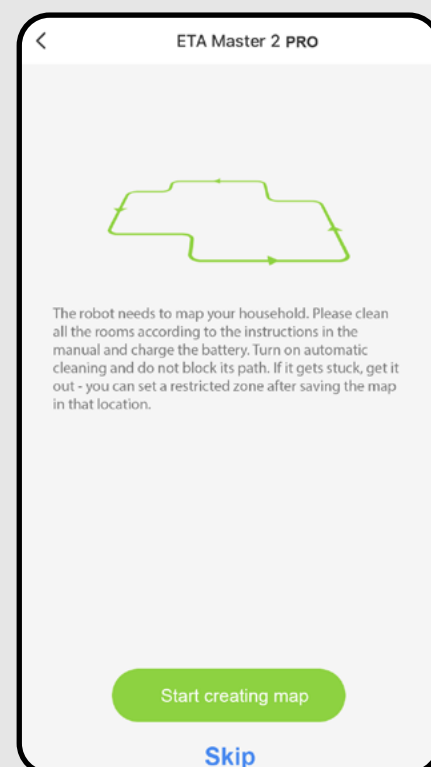 ETA Master 2 PRO
The robot needs to map your household. Please clean
all the rooms according to the instructions in the
manual and charge the battery. Turn on automatic
cleaning and do not block its path. If it gets stuck, get it
out - you can set a restricted zone after saving the map
in that location.
Start creating map
Skip